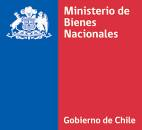 Ministerio de
Bienes
Nacionales
Gobierno de Chile